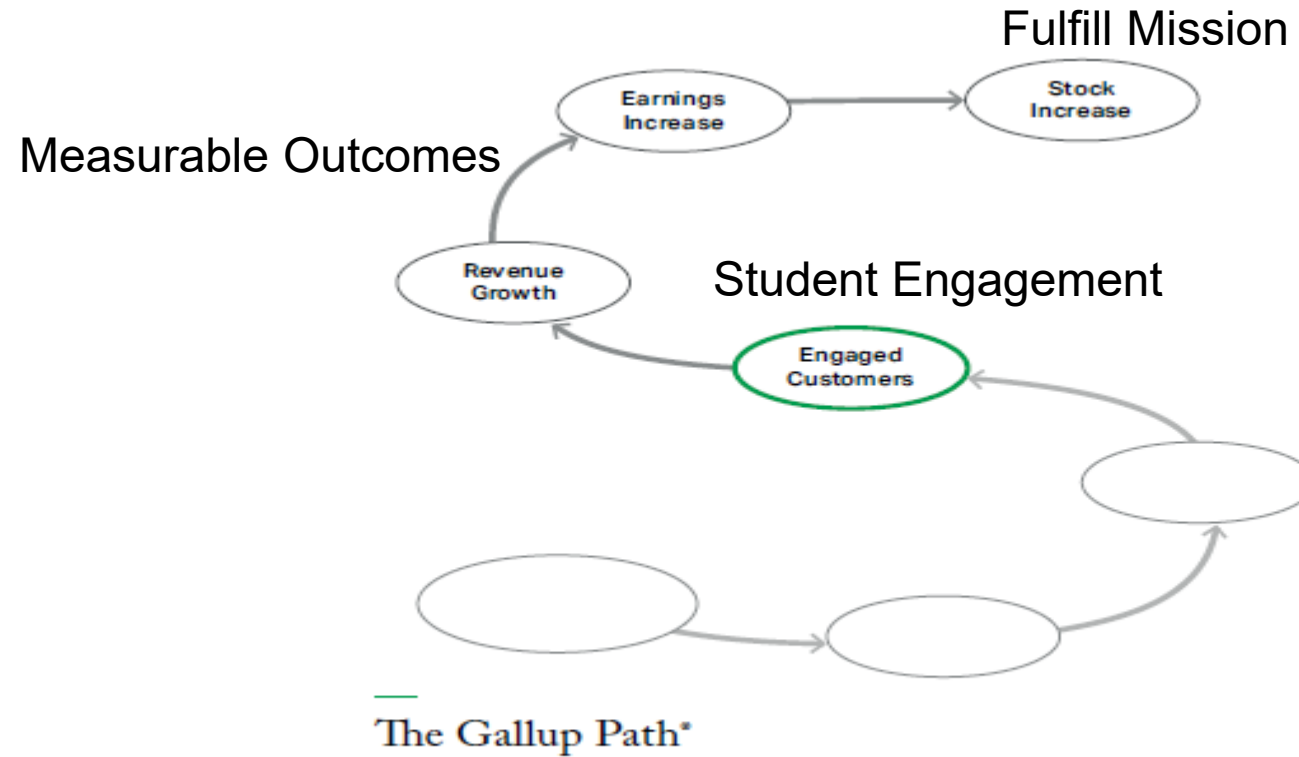 Fulfill Mission
Stock
Increase
Earnings
Increase
Measurable Outcomes
Revenue
Growth
Student Engagement
Engaged
Customers
The Gallup Path®